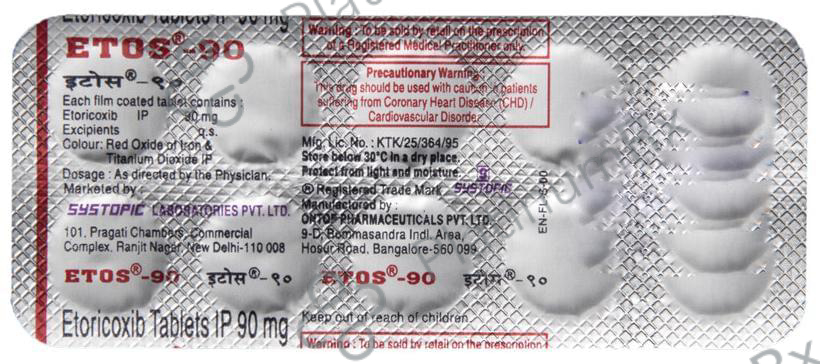 Etoricoxib Tablets IP 90 mg
ETOS®-90
इटोस®-९०
Each film coated tablet contains :
Etoricoxib IP 90 mg
Excipients q.s.
Colour: Red Oxide of Iron &
Titanium Dioxide IP
Dosage : As directed by the Physician.
Marketed by :
SYSTOPIC LABORATORIES PVT. LTD.
101, Pragati Chambers, Commercial
Complex, Ranjit Nagar, New Delhi-110 008
ETOS®-90 इटोस®-९०
Etoricoxib Tablets IP 90 mg
Warning : To be sold by retail on the prescription
of a Registered Medical Practitioner only.
Precautionary Warning :
This drug should be used with caution in patients
suffering from Coronary Heart Disease (CHD) /
Cardiovascular Disorder.
Mfg. Lic. No. : KTK/25/364/95
Store below 30°C in a dry place.
Protect from light and moisture.
® Registered Trade Mark SYSTOPIC
Manufactured by :
PHARMACEUTICALS PVT. LTD.
9-D, Bommasandra Indl. Area,
Hosur Road, Bangalore-560 099
ETOS®-90 इटोस®-९०
Keep out of reach of children.
Warning : To be sold by retail on the prescription